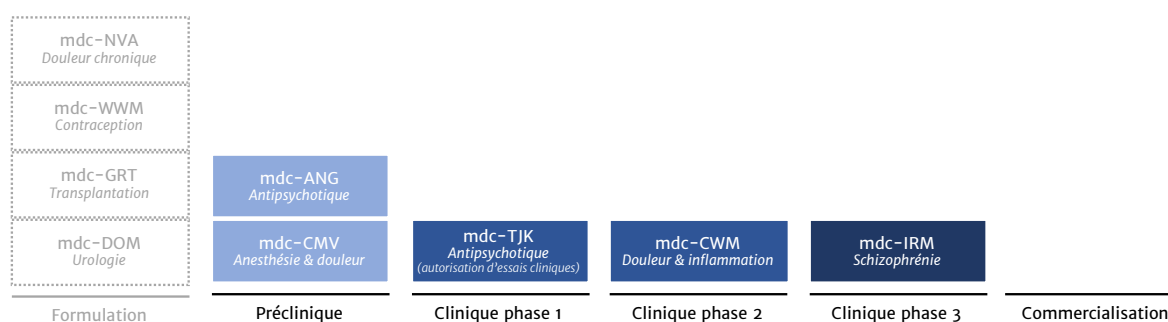 mdc-NVA
Douleur chronique
mdc-WWM
Contraception
mdc-GRT
Transplantation
mdc-DOM
Urologie
Formulation
mdc-ANG
Antipsychotique
mdc-CMV
Anesthésie & douleur
Préclinique
mdc-TJK
Antipsychotique
(autorisation d'essais cliniques)
Clinique phase 1
mdc-CWM
Douleur & inflammation
Clinique phase 2
mdc-IRM
Schizophrénie
Clinique phase 3
Commercialisation